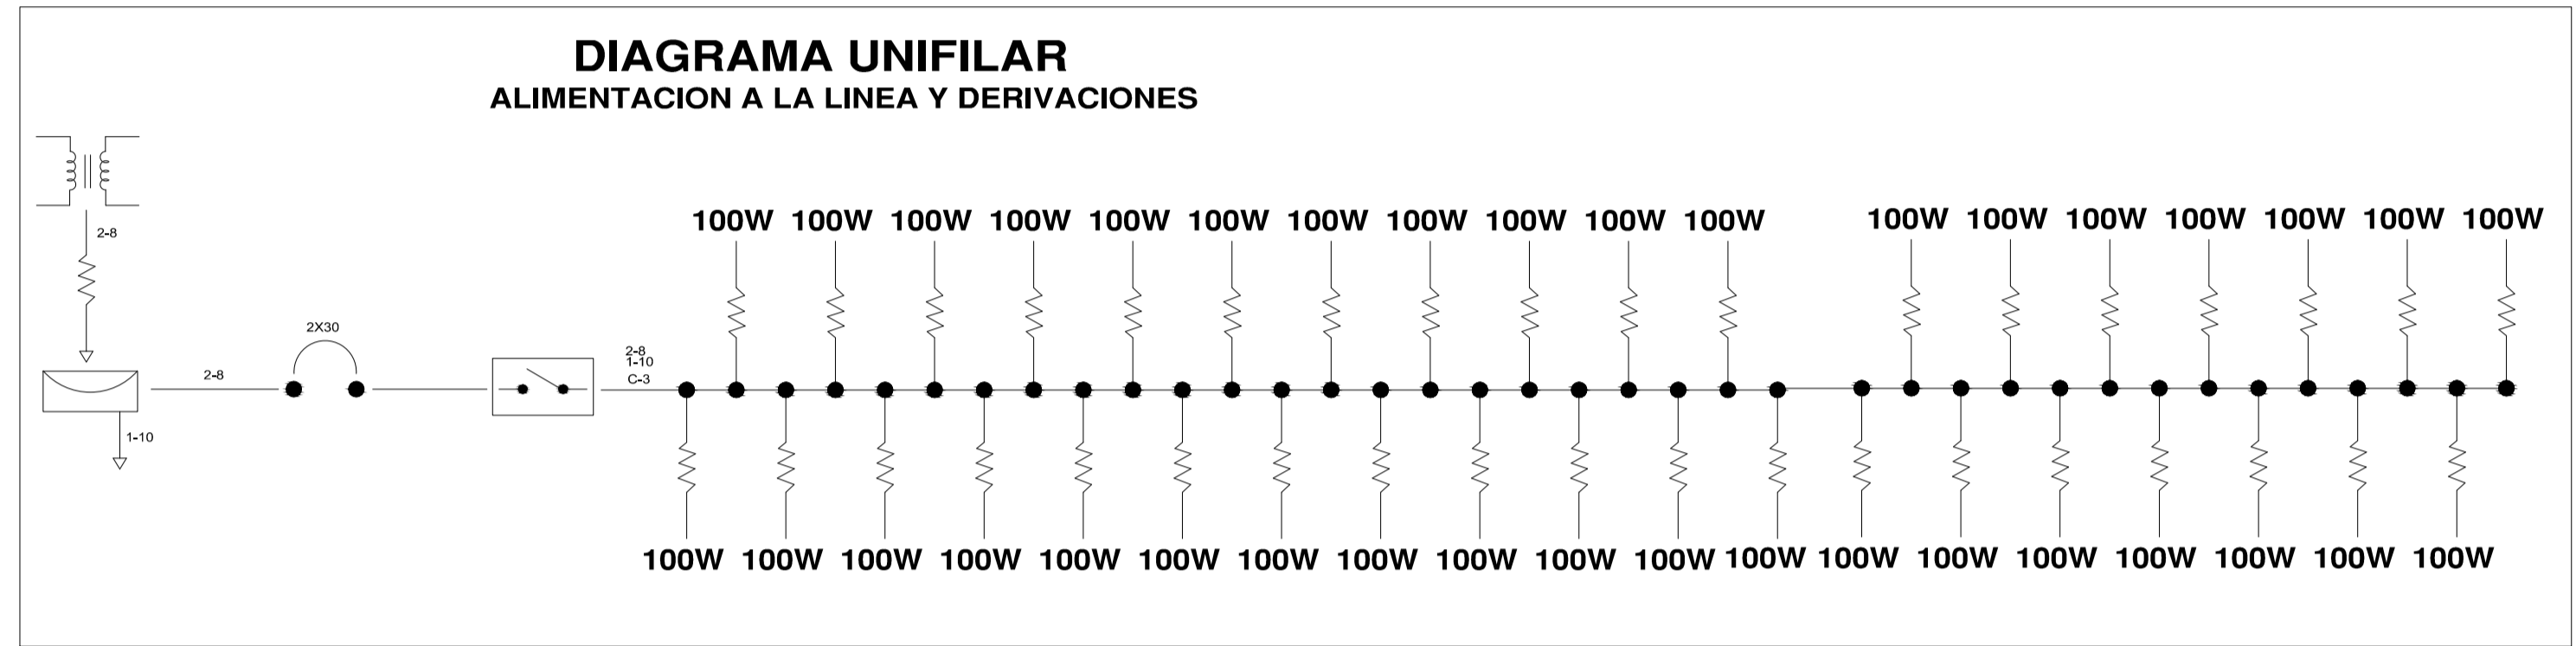 DIAGRAMA UNIFILAR
ALIMENTACION A LA LINEA Y DERIVACIONES
2-8
100W 100W 100W 100W 100W 100W 100W 100W 100W 100W 100W 100W 100W 100W 100W 100W 100W 100W
2X30
2-8
2-8
1-10
C-3
1-10
100W 100W 100W 100W 100W 100W 100W 100W 100W 100W 100W 100W 100W 100W 100W 100W 100W 100W 100W